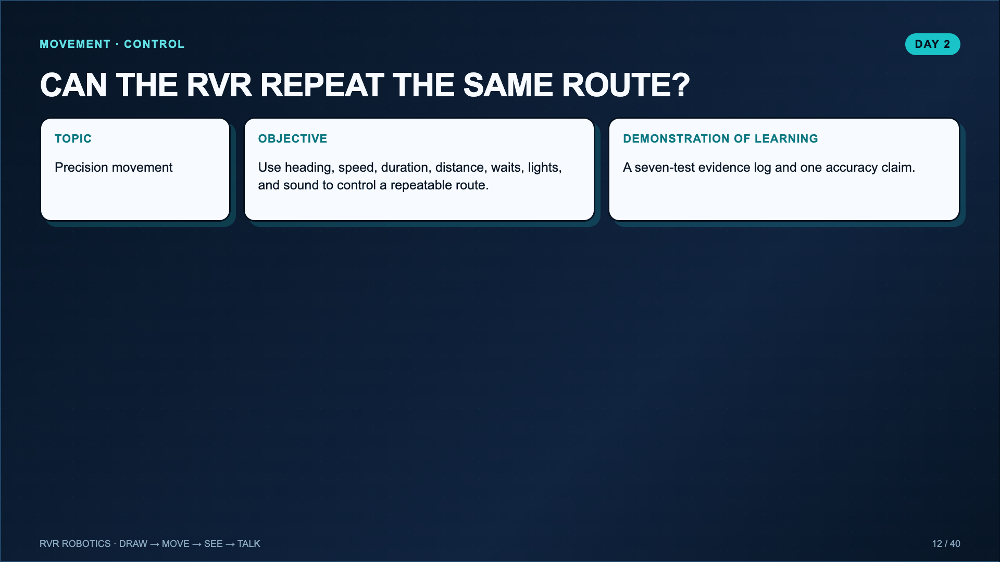 MOVEMENT · CONTROL
DAY 2
CAN THE RVR REPEAT THE SAME ROUTE?
TOPIC
Precision movement
OBJECTIVE
Use heading, speed, duration, distance, waits, lights,
and sound to control a repeatable route.
DEMONSTRATION OF LEARNING
A seven-test evidence log and one accuracy claim.
RVR ROBOTICS · DRAW → MOVE → SEE → TALK
12 / 40